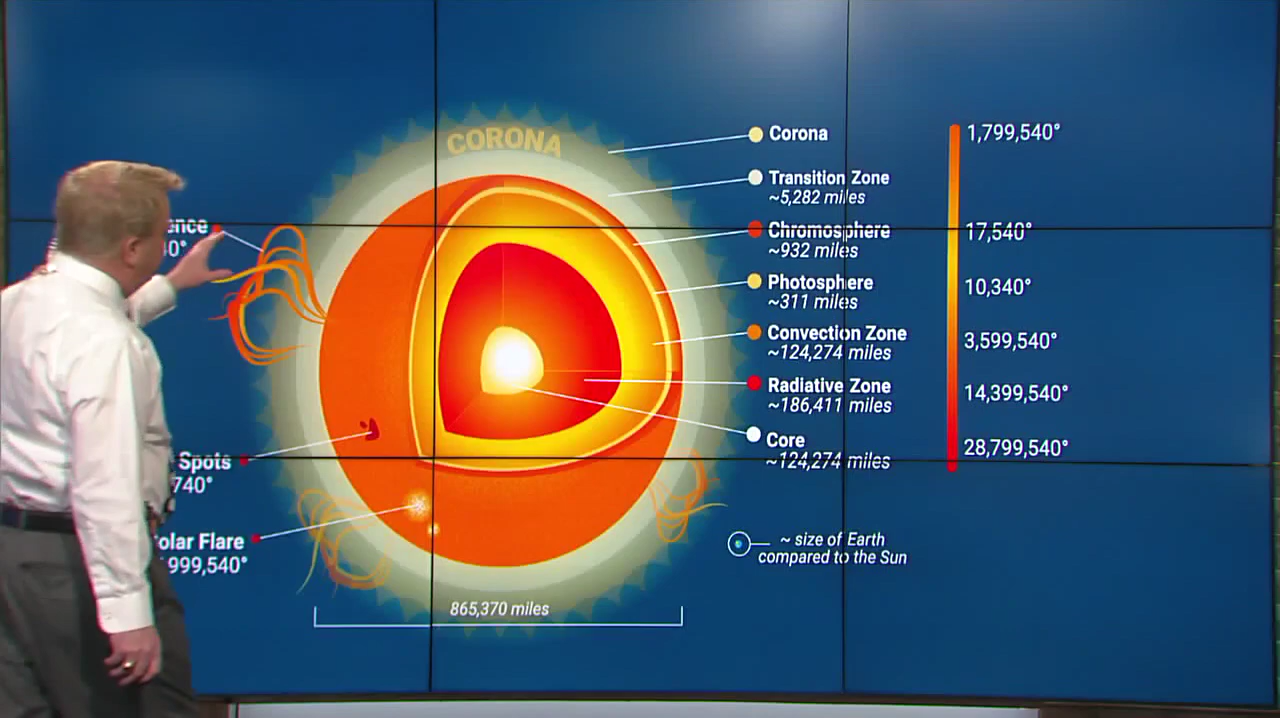 CORONA
Corona
1,799,540°
Transition Zone
~5,282 miles
Chromosphere
~932 miles
17,540°
Photosphere
~311 miles
10,340°
Convection Zone
~124,274 miles
3,599,540°
Radiative Zone
~186,411 miles
14,399,540°
Core
~124,274 miles
28,799,540°
ence
0°
Spots
740°
olar Flare
999,540°
~ size of Earth
compared to the Sun
865,370 miles